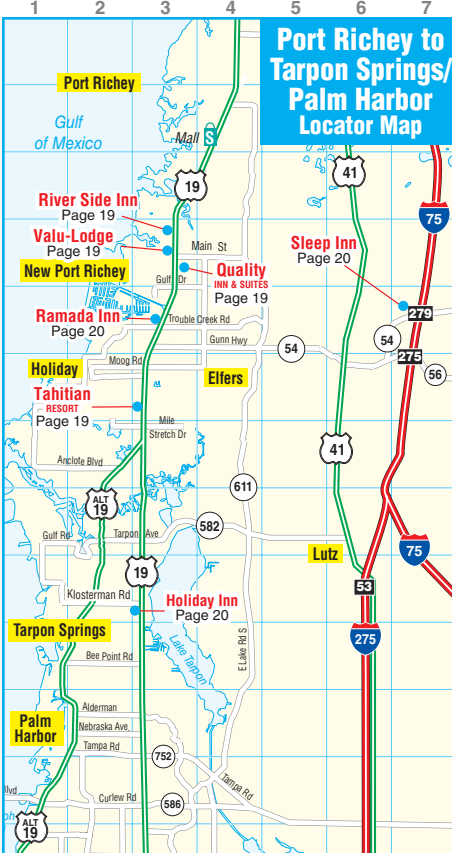 1 2 3 4 5 6 7
Port Richey to
Tarpon Springs/
Palm Harbor
Locator Map
Port Richey
Gulf
of Mexico
Mall S
19
41
75
River Side Inn
Page 19
Valu-Lodge
Page 19
Main St
Sleep Inn
Page 20
New Port Richey
Quality
INN & SUITES
Page 19
Gulf Dr
Ramada Inn
Page 20
Trouble Creek Rd
279
Gunn Hwy
54
54
275
Moog Rd
56
Holiday
Elfers
Tahitian
RESORT
Page 19
Mile
Stretch Dr
41
Anclote Blvd
611
ALT
19
582
Gulf Rd
Tarpon Ave
75
Lutz
19
53
Klosterman Rd
Holiday Inn
Page 20
Tarpon Springs
275
E Lake Rd S
Lake Tarpon
Bee Point Rd
Alderman
Palm
Harbor
Nebraska Ave
Tampa Rd
752
Tampa Rd
lvd
Curlew Rd
586
ph
ALT
19